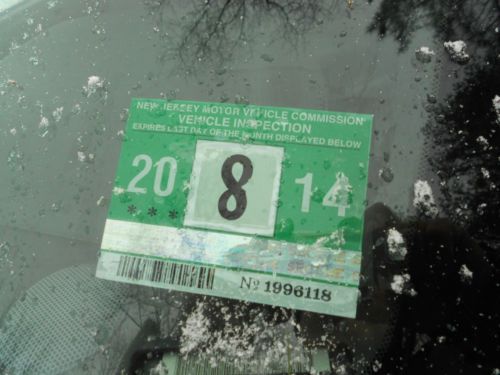 NEW JERSEY MOTOR VEHICLE COMMISSION
VEHICLE INSPECTION
EXPIRES LAST DAY OF THE MONTH DISPLAYED BELOW
20 8 14
***
No 1996118